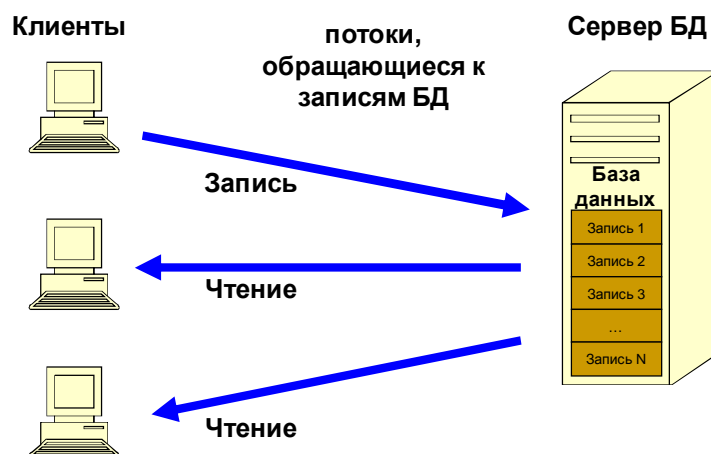 Клиенты
потоки,
обращающиеся к
записям БД
Сервер БД
Запись
Чтение
Чтение
База
данных
Запись 1
Запись 2
Запись 3
...
Запись N